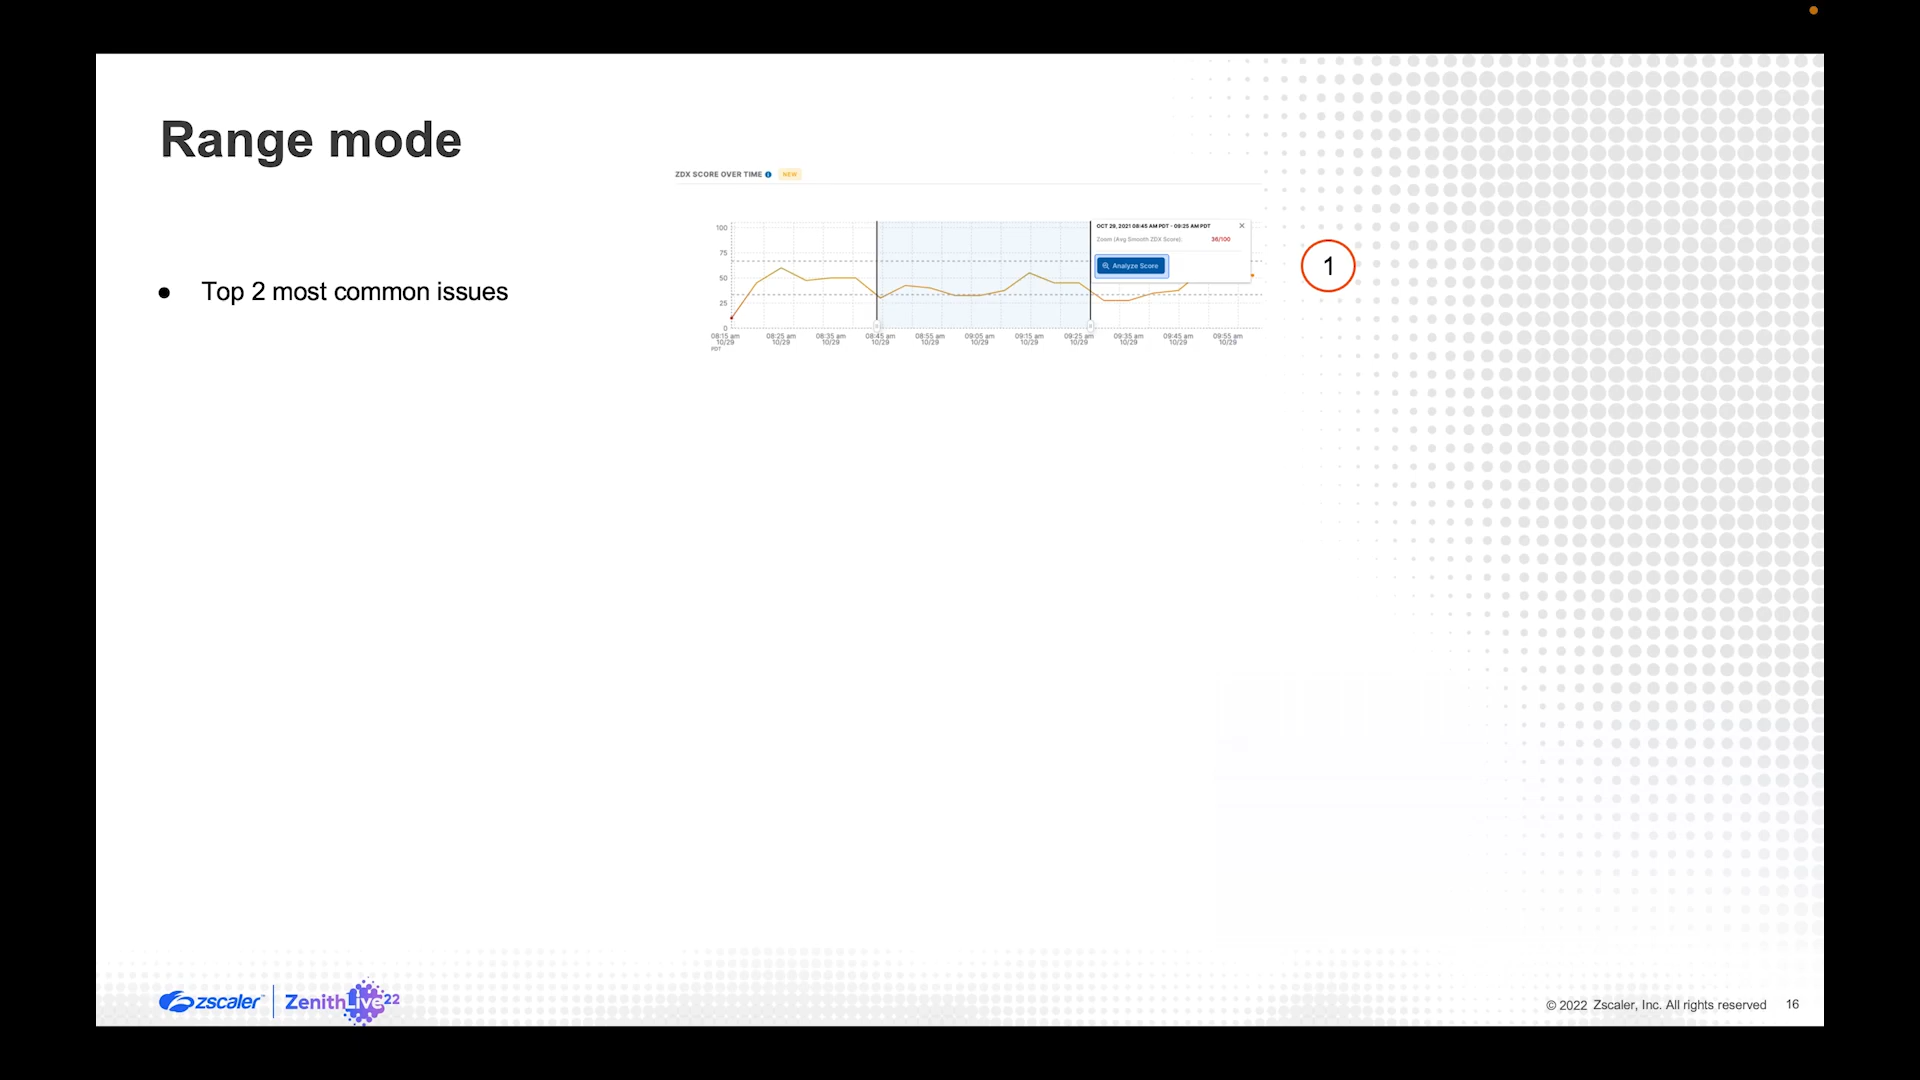 Range mode
ZDX SCORE OVER TIME NEW
Top 2 most common issues
100
75
50
25
0
OCT 29, 2021 08:45 AM PDT - 09:25 AM PDT
Zoom (Avg Smooth ZDX Score): 36/100
Analyze Score
1
08:15 am 08:25 am 08:35 am 08:45 am 08:55 am 09:05 am 09:15 am 09:25 am 09:35 am 09:45 am 09:55 am
10/29 10/29 10/29 10/29 10/29 10/29 10/29 10/29 10/29 10/29 10/29
PDT
zscaler ZenithLive22
© 2022 Zscaler, Inc. All rights reserved 16